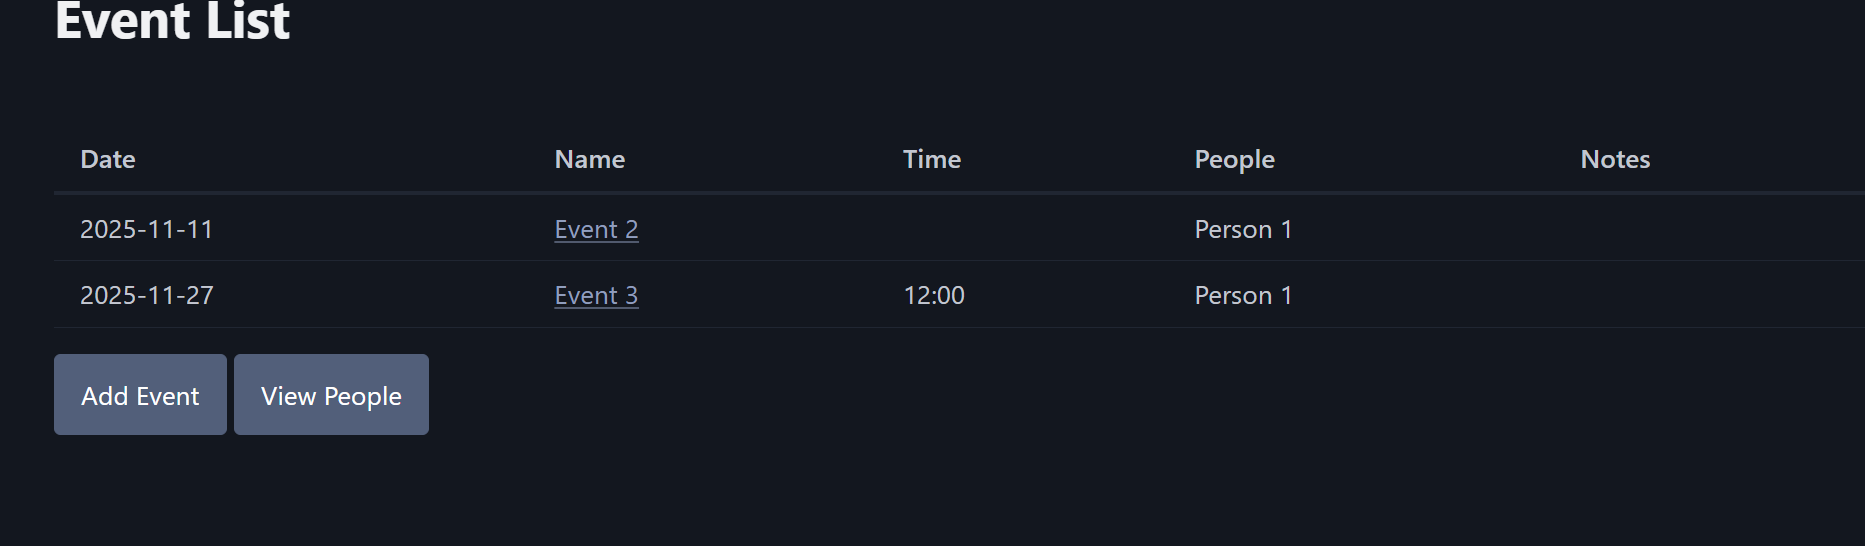 Event List
Date Name Time People Notes
2025-11-11 Event 2 Person 1
2025-11-27 Event 3 12:00 Person 1
Add Event View People